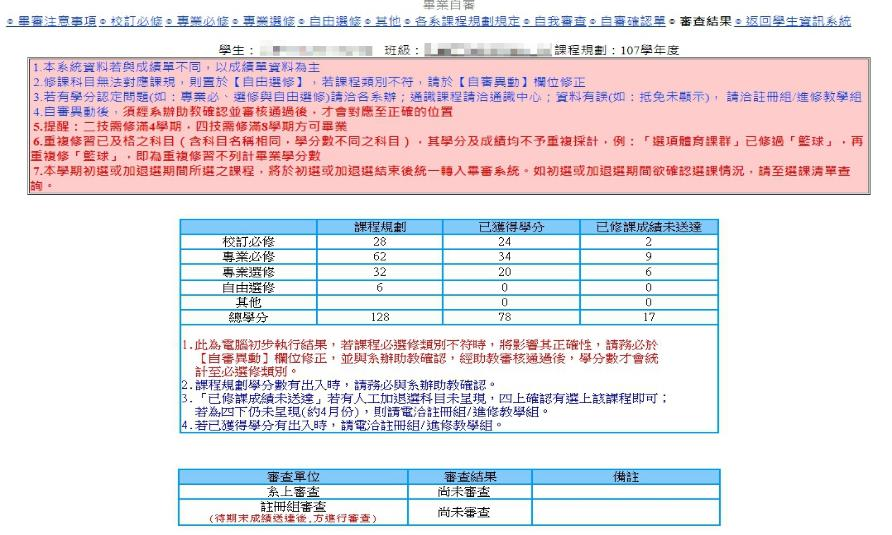 畢業自審
◎畢審注意事項◎校訂必修◎專業必修◎專業選修◎自由選修◎其他◎各系課程規劃規定◎自我審查◎自審確認單◎審查結果◎返回學生資訊系統
學生： 班級： 課程規劃：107學年度
1.本系統資料若與成績單不同，以成績單資料為主
2.修課科目無法對應課規，則置於【自由選修】，若課程類別不符，請於【自審異動】欄位修正
3.若有學分認定問題(如：專業必、選修與自由選修)請洽各系辦；通識課程請洽通識中心；資料有誤(如：抵免未顯示)， 請洽註冊組/進修教學組
4.自審異動後，須經系辦助教確認並審核通過後，才會對應至正確的位置
5.提醒：二技需修滿4學期，四技需修滿8學期方可畢業
6.重複修習已及格之科目（含科目名稱相同，學分數不同之科目），其學分及成績均不予重複採計，例：「選項體育課群」已修過「籃球」，再
重複修「籃球」，即為重複修習不列計畢業學分數
7.本學期初選或加退選期間所選之課程，將於初選或加退選結束後統一轉入畢審系統。如初選或加退選期間欲確認選課情況，請至選課清單查
詢。
課程規劃 已獲得學分 已修課成績未送達
校訂必修 28 24 2
專業必修 62 34 9
專業選修 32 20 6
自由選修 6 0 0
其他 0 0
總學分 128 78 17
1.此為電腦初步執行結果，若課程必選修類別不符時，將影響其正確性，請務必於
【自審異動】欄位修正，並與系辦助教確認，經助教審核通過後，學分數才會統
計至必選修類別。
2.課程規劃學分數有出入時，請務必與系辦助教確認。
3.「已修課成績未送達」若有人工加退選科目未呈現，四上確認有選上該課程即可；
若為四下仍未呈現(約4月份)，則請電洽註冊組/進修教學組。
4.若已獲得學分有出入時，請電洽註冊組/進修教學組。
審查單位 審查結果 備註
系上審查 尚未審查
註冊組審查 尚未審查
(待期末成績送達後,方進行審查)